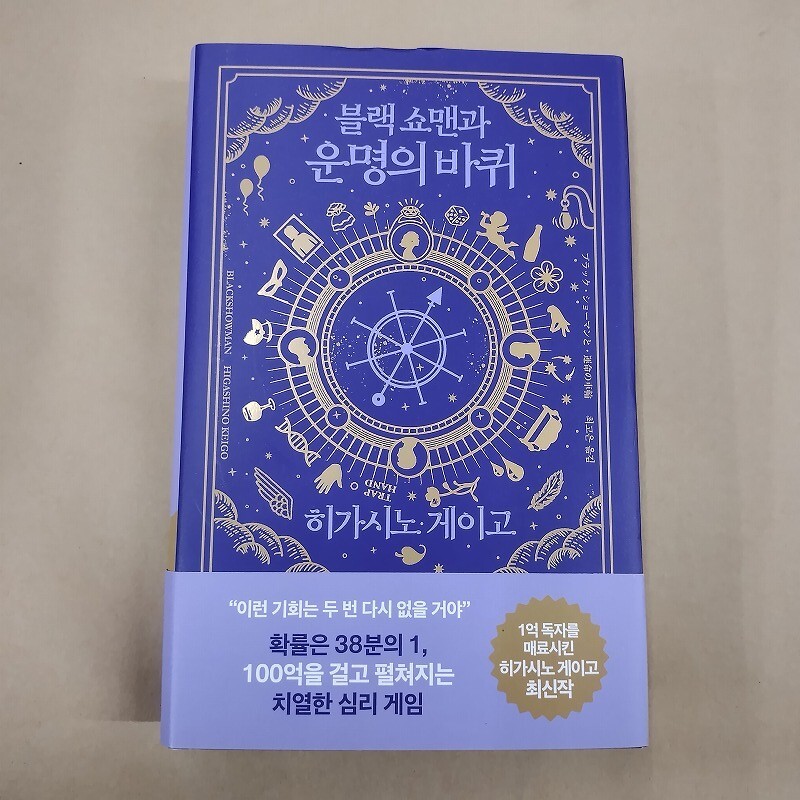 블랙 쇼맨과
운명의 바퀴
BLACKSHOWMAN HIGASHINO KEIGO
ブラック・ショーマンと 運命の車輪 최고은 옮김
TRAP
HAND
히가시노 게이고
“이런 기회는 두 번 다시 없을 거야”
확률은 38분의 1,
100억을 걸고 펼쳐지는
치열한 심리 게임
1억 독자를
매료시킨
히가시노 게이고
최신작